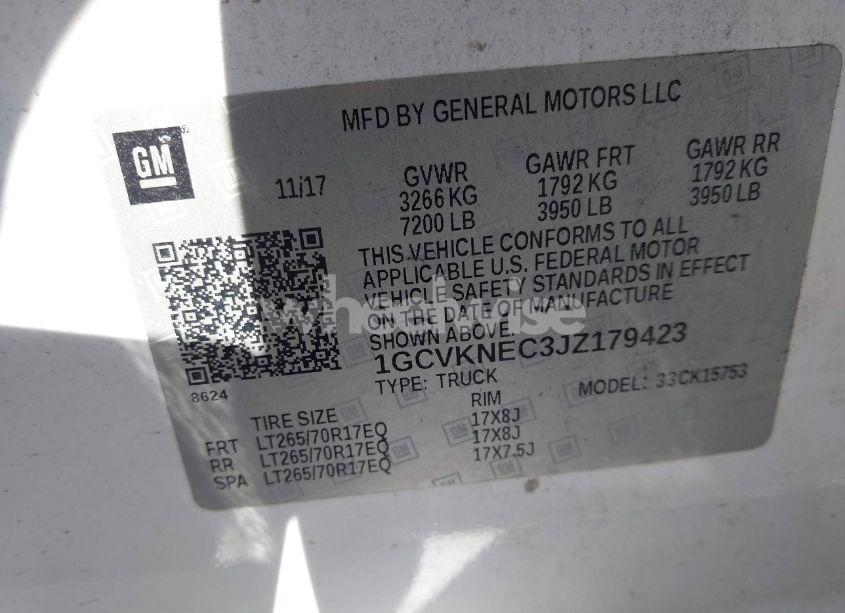 MFD BY GENERAL MOTORS LLC
GM
11/17
GVWR
3266 KG
7200 LB
GAWR FRT
1792 KG
3950 LB
GAWR RR
1792 KG
3950 LB
THIS VEHICLE CONFORMS TO ALL
APPLICABLE U.S. FEDERAL MOTOR
VEHICLE SAFETY STANDARDS IN EFFECT
ON THE DATE OF MANUFACTURE
SHOWN ABOVE.
1GCVKNEC3JZ179423
TYPE: TRUCK
MODEL: 33CK15753
8624
TIRE SIZE
RIM
FRT LT265/70R17EQ 17X8J
RR LT265/70R17EQ 17X8J
SPA LT265/70R17EQ 17X7.5J